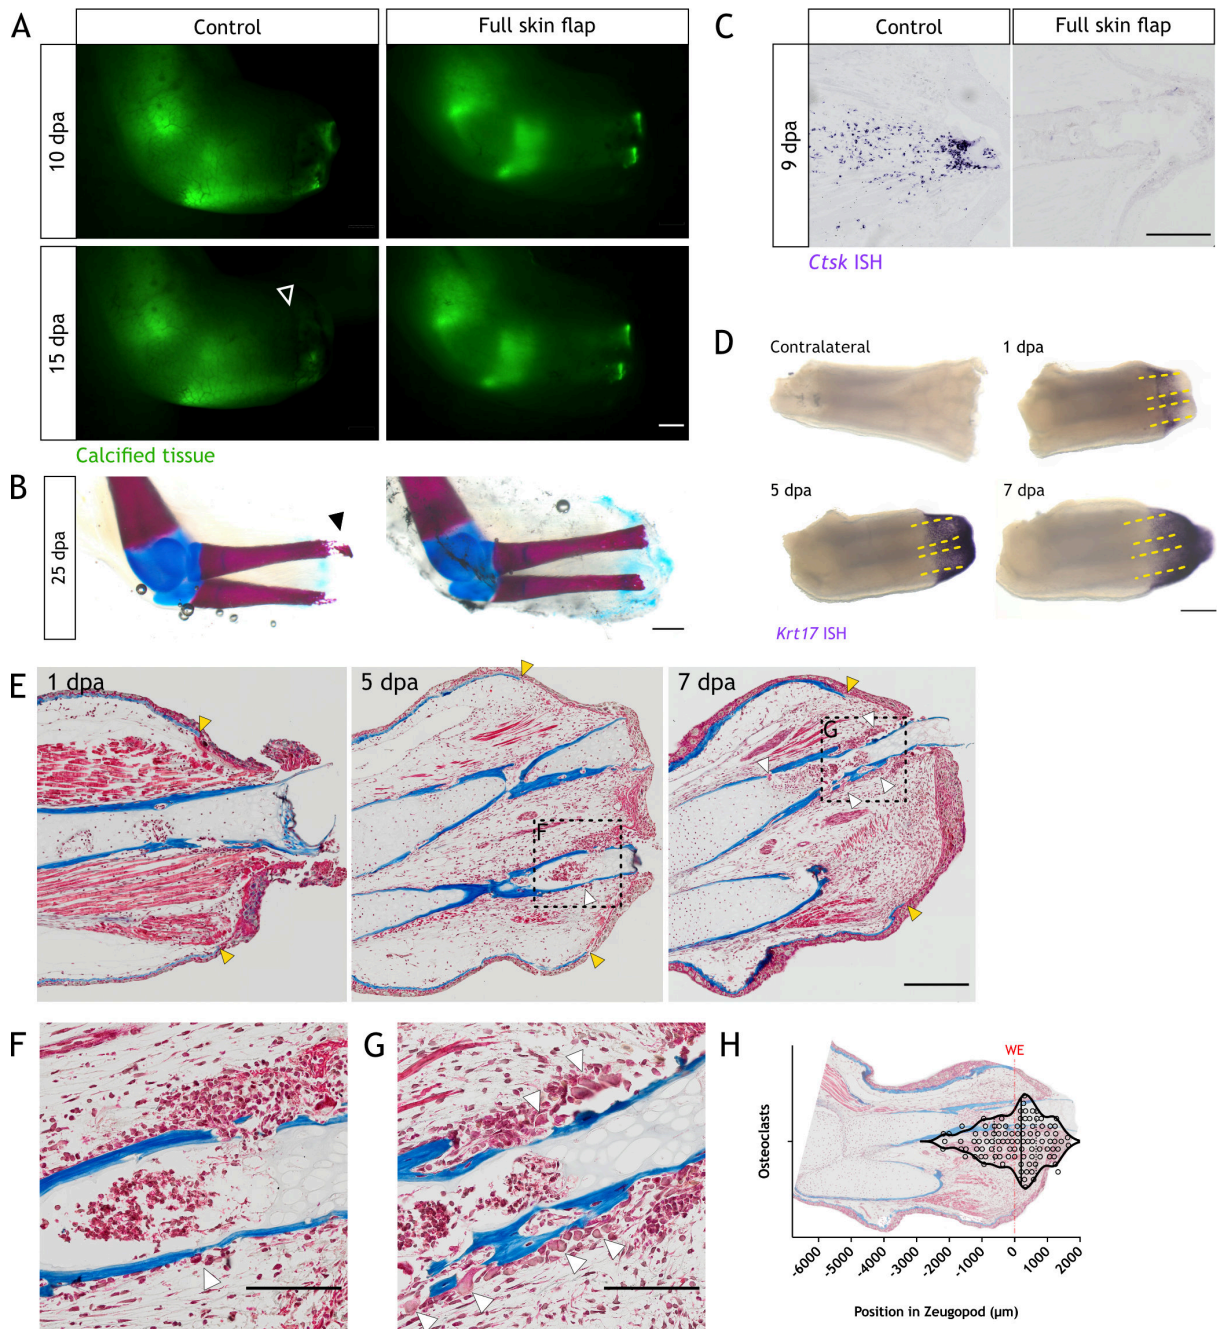 A
Control
Full skin flap
10 dpa
15 dpa
Calcified tissue
B
25 dpa
C
Control
Full skin flap
9 dpa
Ctsk ISH
D
Contralateral
1 dpa
5 dpa
7 dpa
Krt17 ISH
E
1 dpa
5 dpa
7 dpa
F
G
F
G
H
WE
Osteoclasts
-6000
-5000
-4000
-3000
-2000
-1000
0
1000
2000
Position in Zeugopod (µm)